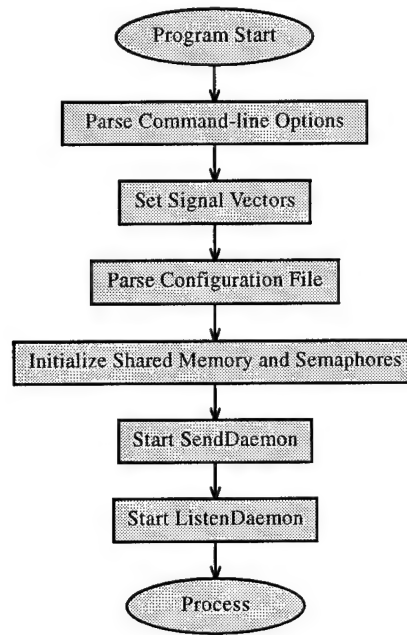 Program Start
Parse Command-line Options
Set Signal Vectors
Parse Configuration File
Initialize Shared Memory and Semaphores
Start SendDaemon
Start ListenDaemon
Process